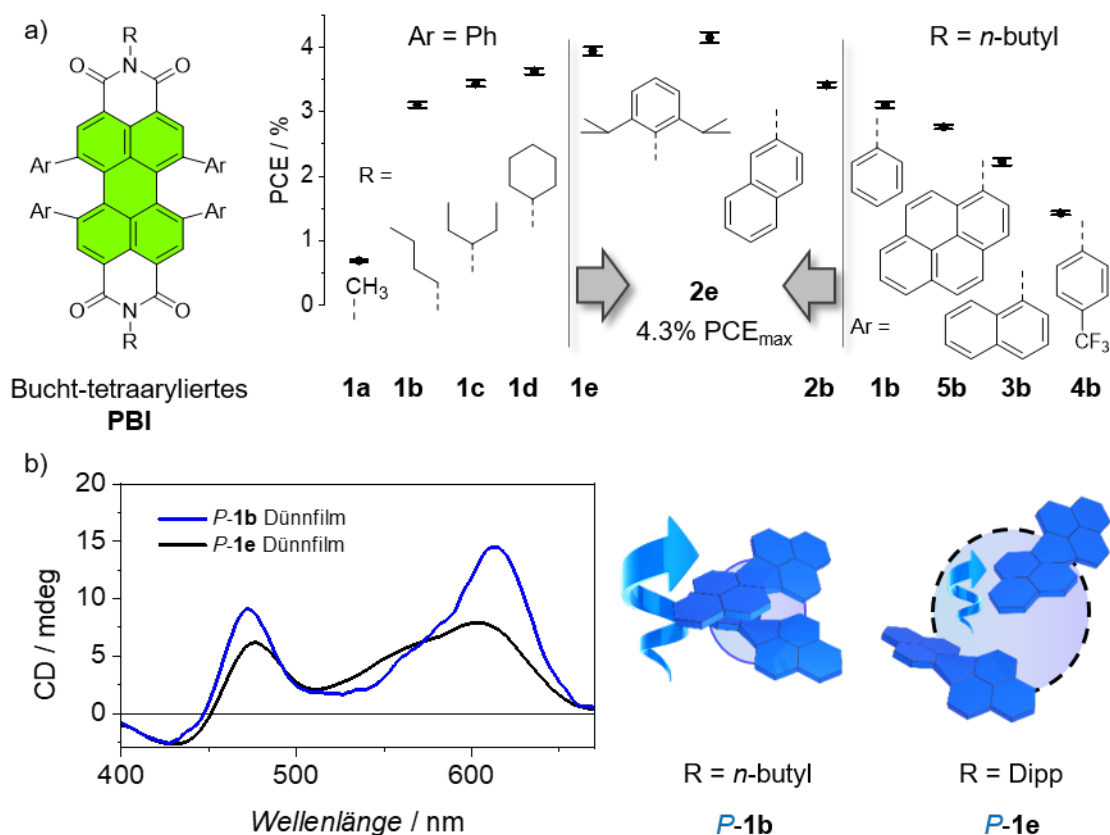 a)
R
O N O
Ar Ar
Ar Ar
O N O
R
Bucht-tetraaryliertes
PBI
PCE / %
4
3
2
1
0
Ar = Ph
R = n-butyl
R =
CH3
2e
4.3% PCEmax
Ar =
CF3
1a 1b 1c 1d 1e 2b 1b 5b 3b 4b
b)
CD / mdeg
20
15
10
5
0
P-1b Dünnfilm
P-1e Dünnfilm
400 500 600
Wellenlänge / nm
R = n-butyl R = Dipp
P-1b P-1e